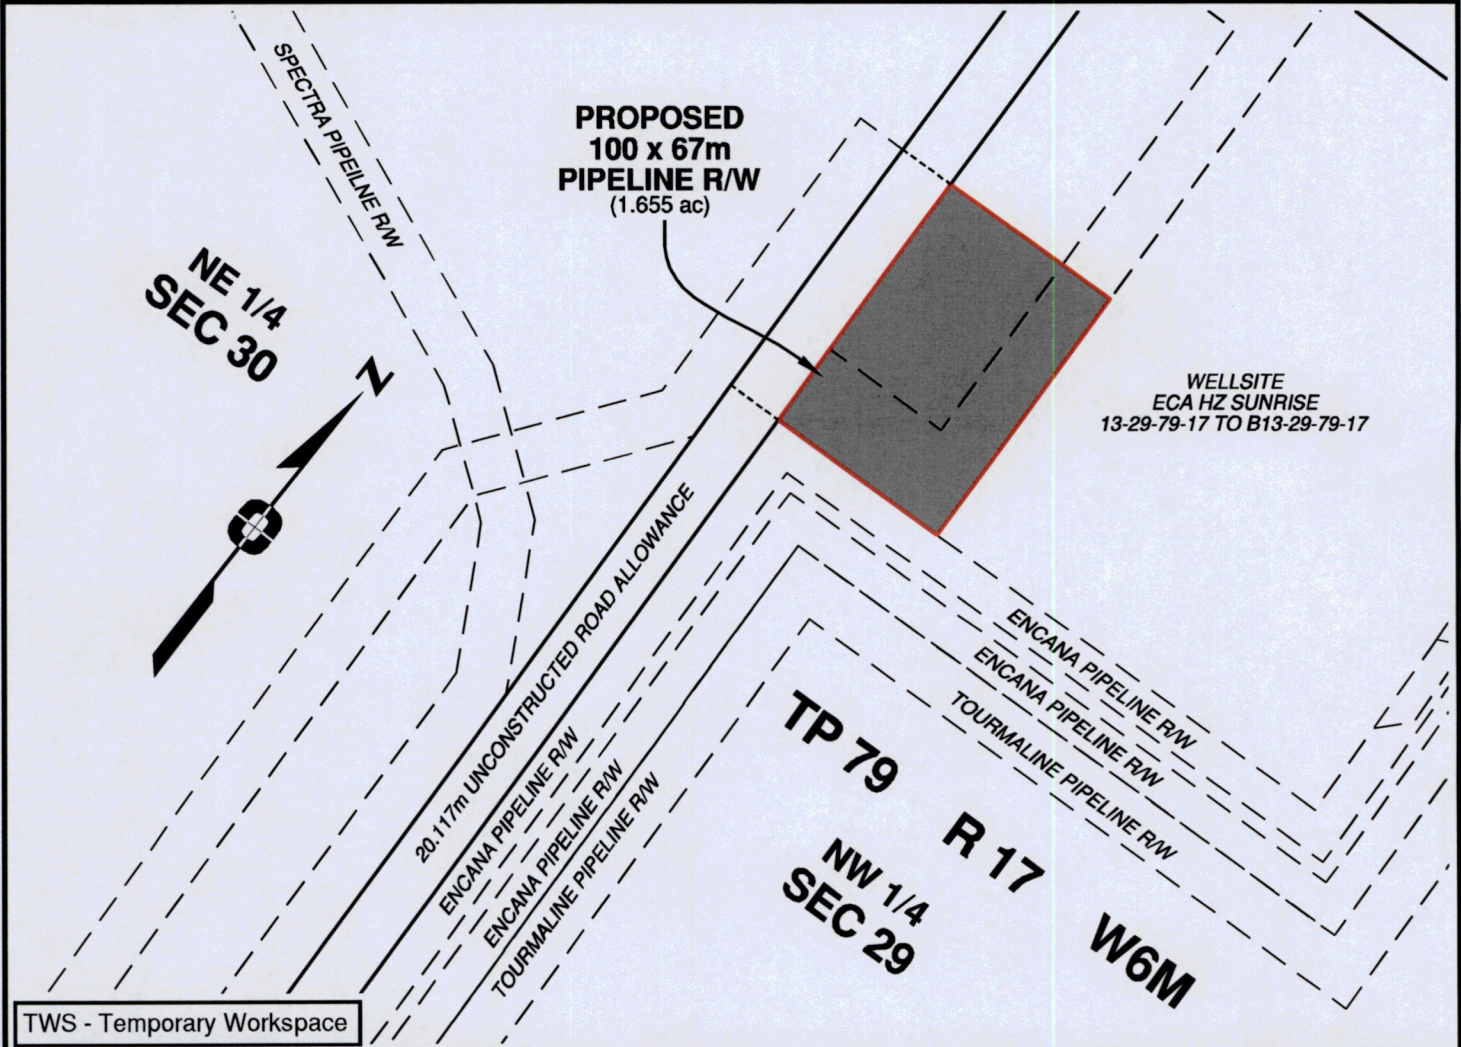 SPECTRA PIPEILNE R/W
PROPOSED
100 x 67m
PIPELINE R/W
(1.655 ac)
NE 1/4
SEC 30
N
WELLSITE
ECA HZ SUNRISE
13-29-79-17 TO B13-29-79-17
20.117m UNCONSTRUCTED ROAD ALLOWANCE
ENCANA PIPELINE R/W
ENCANA PIPELINE R/W
TOURMALINE PIPELINE R/W
ENCANA PIPELINE R/W
ENCANA PIPELINE R/W
TOURMALINE PIPELINE R/W
TP 79
R 17
W6M
NW 1/4
SEC 29
TWS - Temporary Workspace